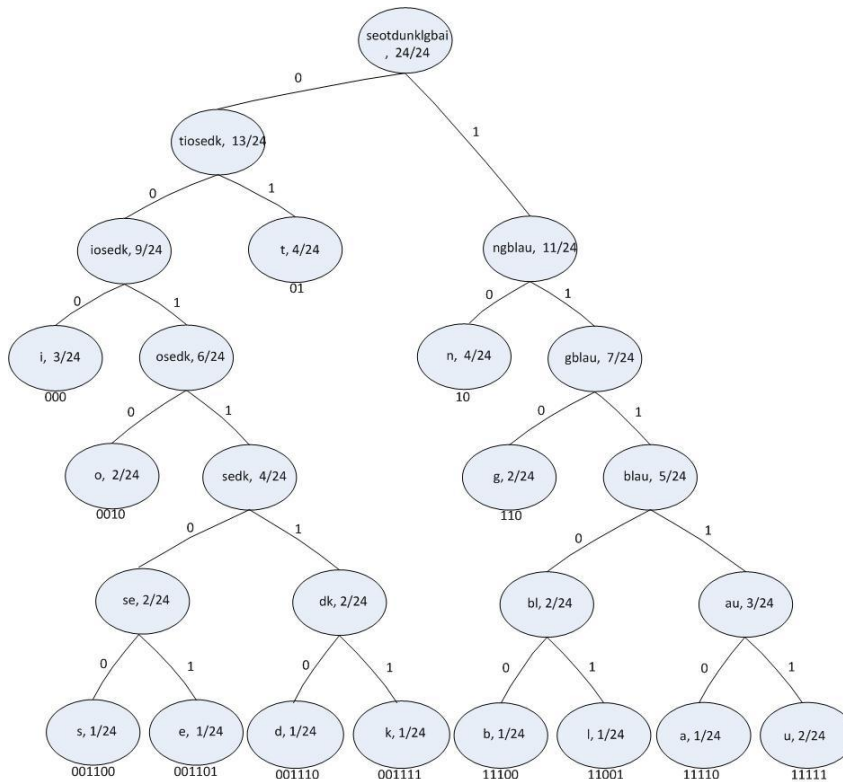 seotdunklgbai
, 24/24
0
1
tiosedk, 13/24
0
1
iosedk, 9/24
t, 4/24
01
ngblau, 11/24
0
1
0
1
i, 3/24
000
osedk, 6/24
n, 4/24
10
gblau, 7/24
0
1
0
1
o, 2/24
0010
sedk, 4/24
g, 2/24
110
blau, 5/24
0
1
0
1
se, 2/24
dk, 2/24
bl, 2/24
au, 3/24
0
1
0
1
0
1
0
1
s, 1/24
e, 1/24
d, 1/24
k, 1/24
b, 1/24
l, 1/24
a, 1/24
u, 2/24
001100
001101
001110
001111
11100
11001
11110
11111